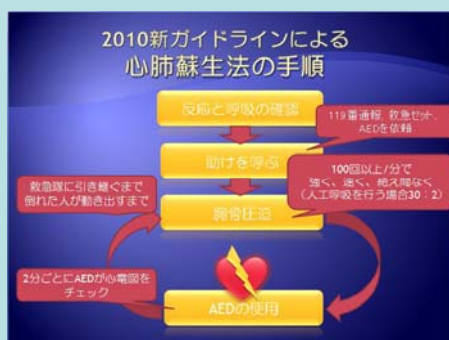 2010新ガイドラインによる
心肺蘇生法の手順
反応と呼吸の確認
119番通報、救急セット、
AEDを依頼
助けを呼ぶ
100回以上/分で
強く、速く、絶え間なく
(人工呼吸を行う場合30:2)
救急隊に引き継ぐまで
倒れた人が動き出すまで
胸骨圧迫
2分ごとにAEDが心電図を
チェック
AEDの使用